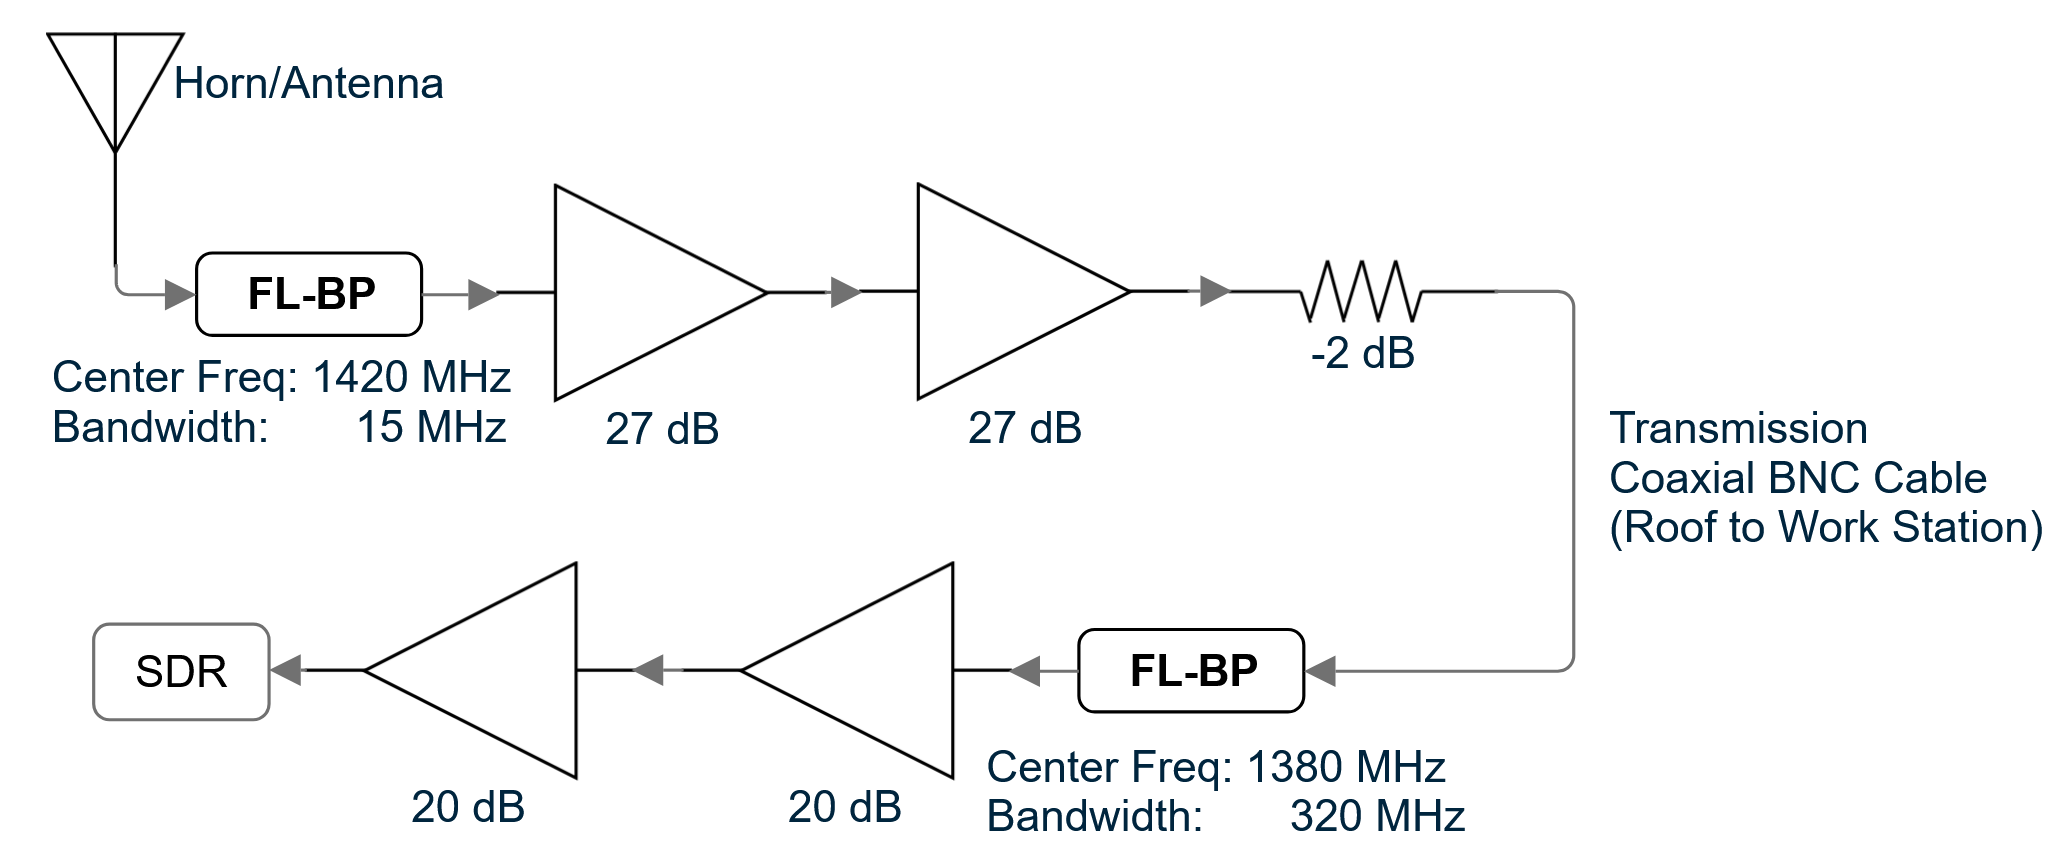 Horn/Antenna
FL-BP
Center Freq: 1420 MHz
Bandwidth: 15 MHz
27 dB
27 dB
-2 dB
Transmission
Coaxial BNC Cable
(Roof to Work Station)
FL-BP
Center Freq: 1380 MHz
Bandwidth: 320 MHz
20 dB
20 dB
SDR